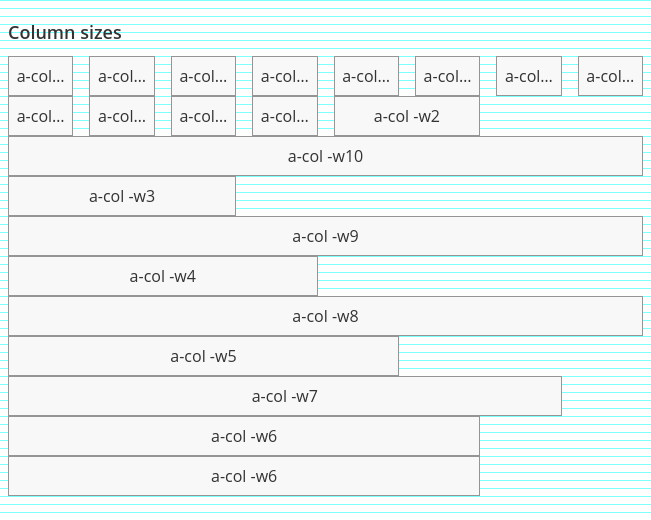 Column sizes
a-col... a-col... a-col... a-col... a-col... a-col... a-col... a-col...
a-col... a-col... a-col... a-col... a-col -w2
a-col -w10
a-col -w3
a-col -w9
a-col -w4
a-col -w8
a-col -w5
a-col -w7
a-col -w6
a-col -w6